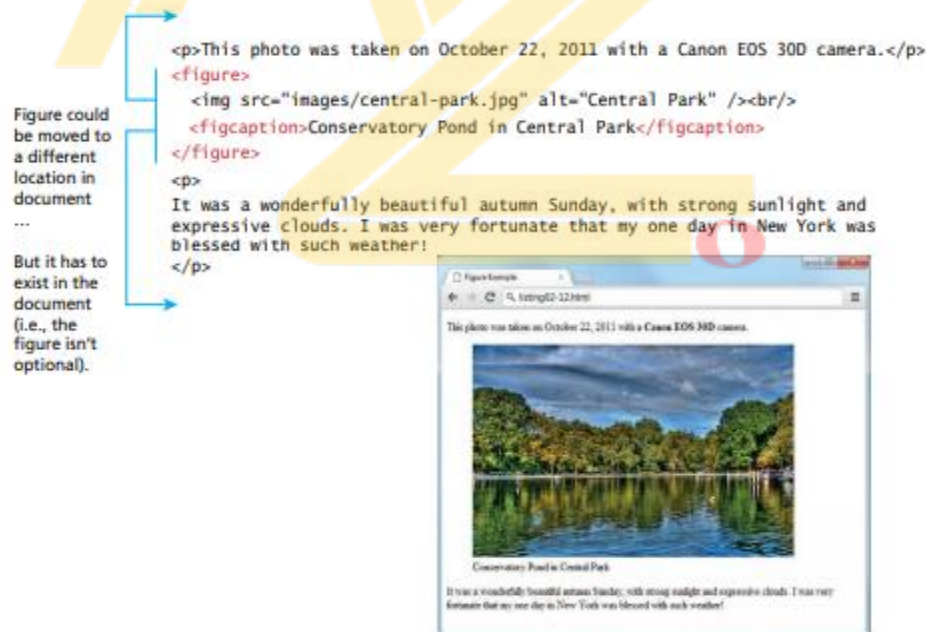 <p>This photo was taken on October 22, 2011 with a Canon EOS 30D camera.</p>
<figure>
<img src="images/central-park.jpg" alt="Central Park" /><br/>
<figcaption>Conservatory Pond in Central Park</figcaption>
</figure>
<p>
It was a wonderfully beautiful autumn Sunday, with strong sunlight and
expressive clouds. I was very fortunate that my one day in New York was
blessed with such weather!
</p>
Figure could
be moved to
a different
location in
document
...
But it has to
exist in the
document
(i.e., the
figure isn't
optional).
Figure Example
listing02-12.html
This photo was taken on October 22, 2011 with a Canon EOS 30D camera.
Conservatory Pond in Central Park
It was a wonderfully beautiful autumn Sunday, with strong sunlight and expressive clouds. I was very
fortunate that my one day in New York was blessed with such weather!